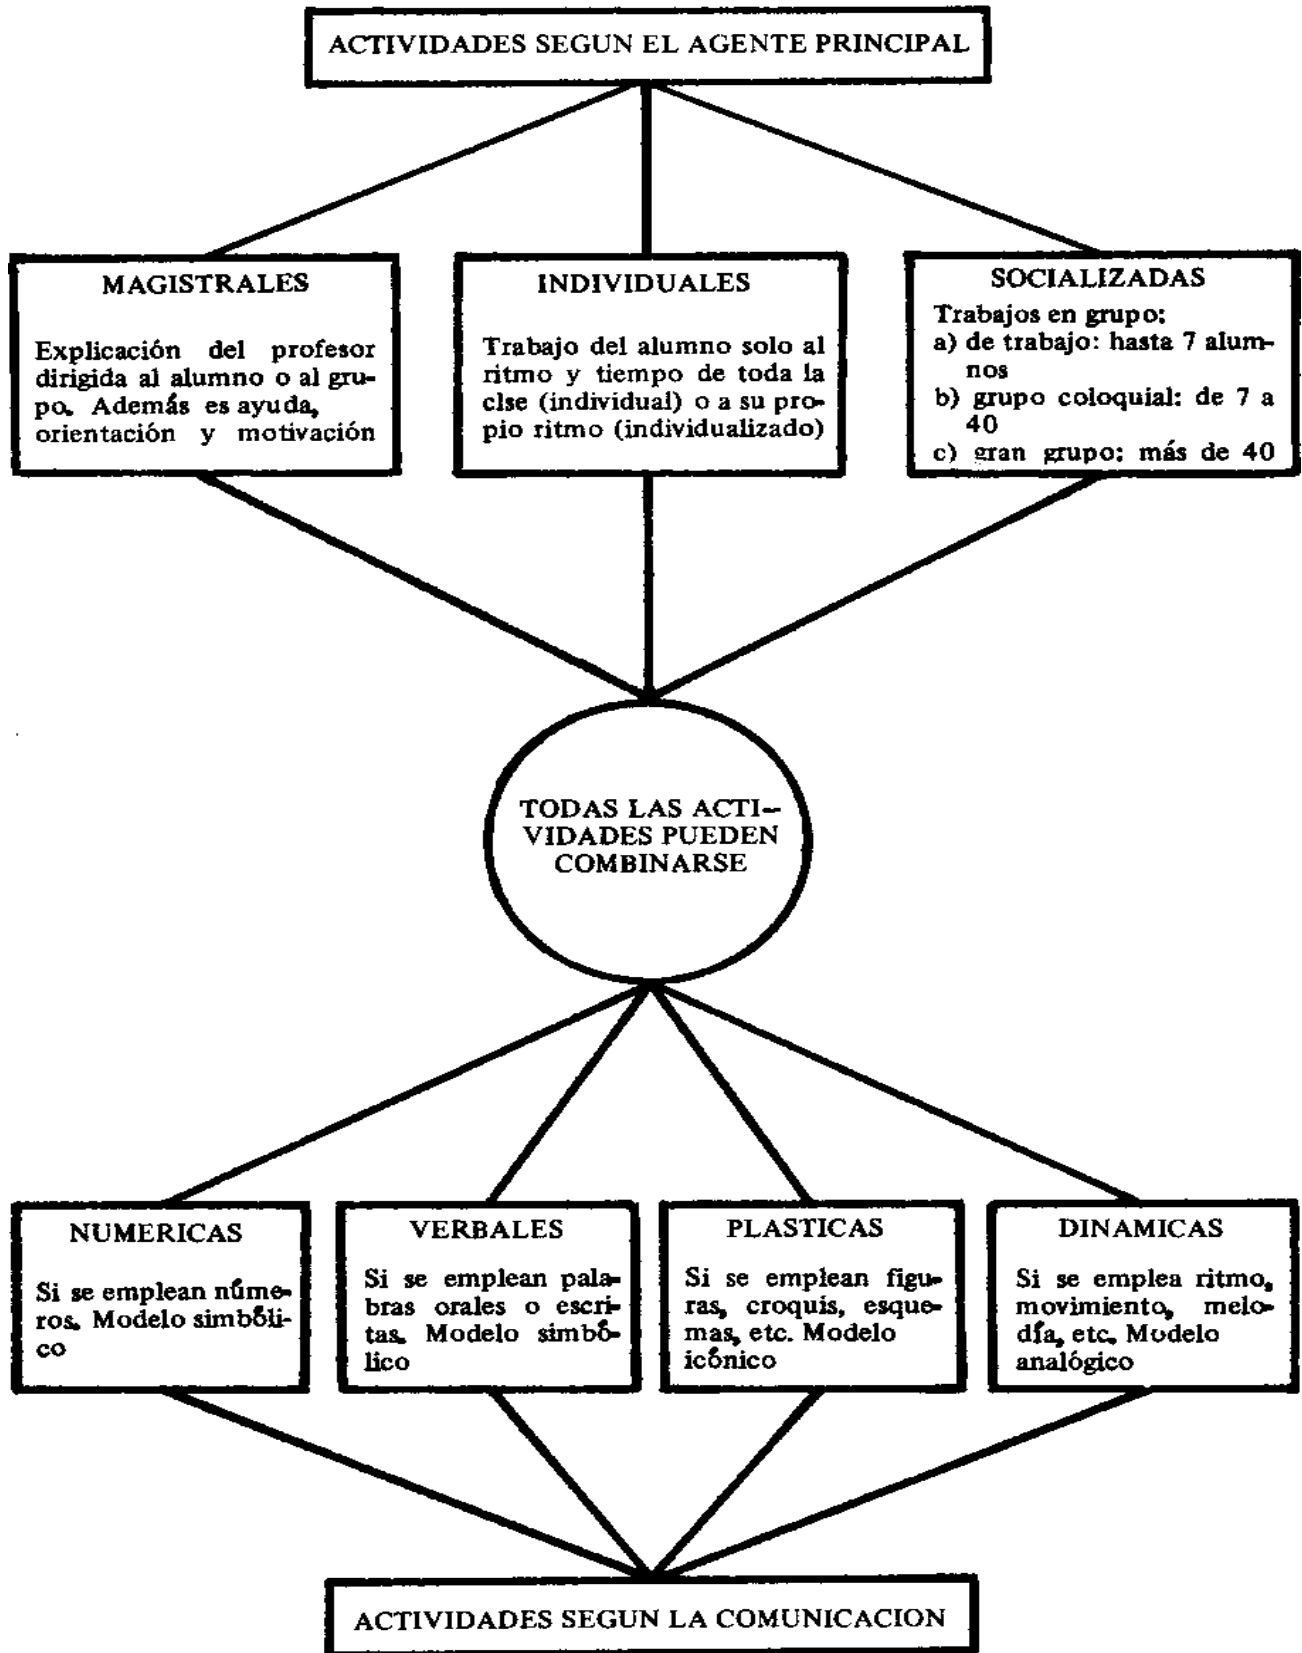 ACTIVIDADES SEGUN EL AGENTE PRINCIPAL
MAGISTRALES
Explicación del profesor
dirigida al alumno o al gru-
po. Además es ayuda,
orientación y motivación
INDIVIDUALES
Trabajo del alumno solo al
ritmo y tiempo de toda la
clse (individual) o a su pro-
pio ritmo (individualizado)
SOCIALIZADAS
Trabajos en grupo:
a) de trabajo: hasta 7 alum-
nos
b) grupo coloquial: de 7 a
40
c) gran grupo: más de 40
TODAS LAS ACTI-
VIDADES PUEDEN
COMBINARSE
NUMERICAS
Si se emplean núme-
ros. Modelo simbóli-
co
VERBALES
Si se emplean pala-
bras orales o escri-
tas. Modelo simbó-
lico
PLASTICAS
Si se emplean figu-
ras, croquis, esque-
mas, etc. Modelo
icónico
DINAMICAS
Si se emplea ritmo,
movimiento, melo-
día, etc. Modelo
analógico
ACTIVIDADES SEGUN LA COMUNICACION